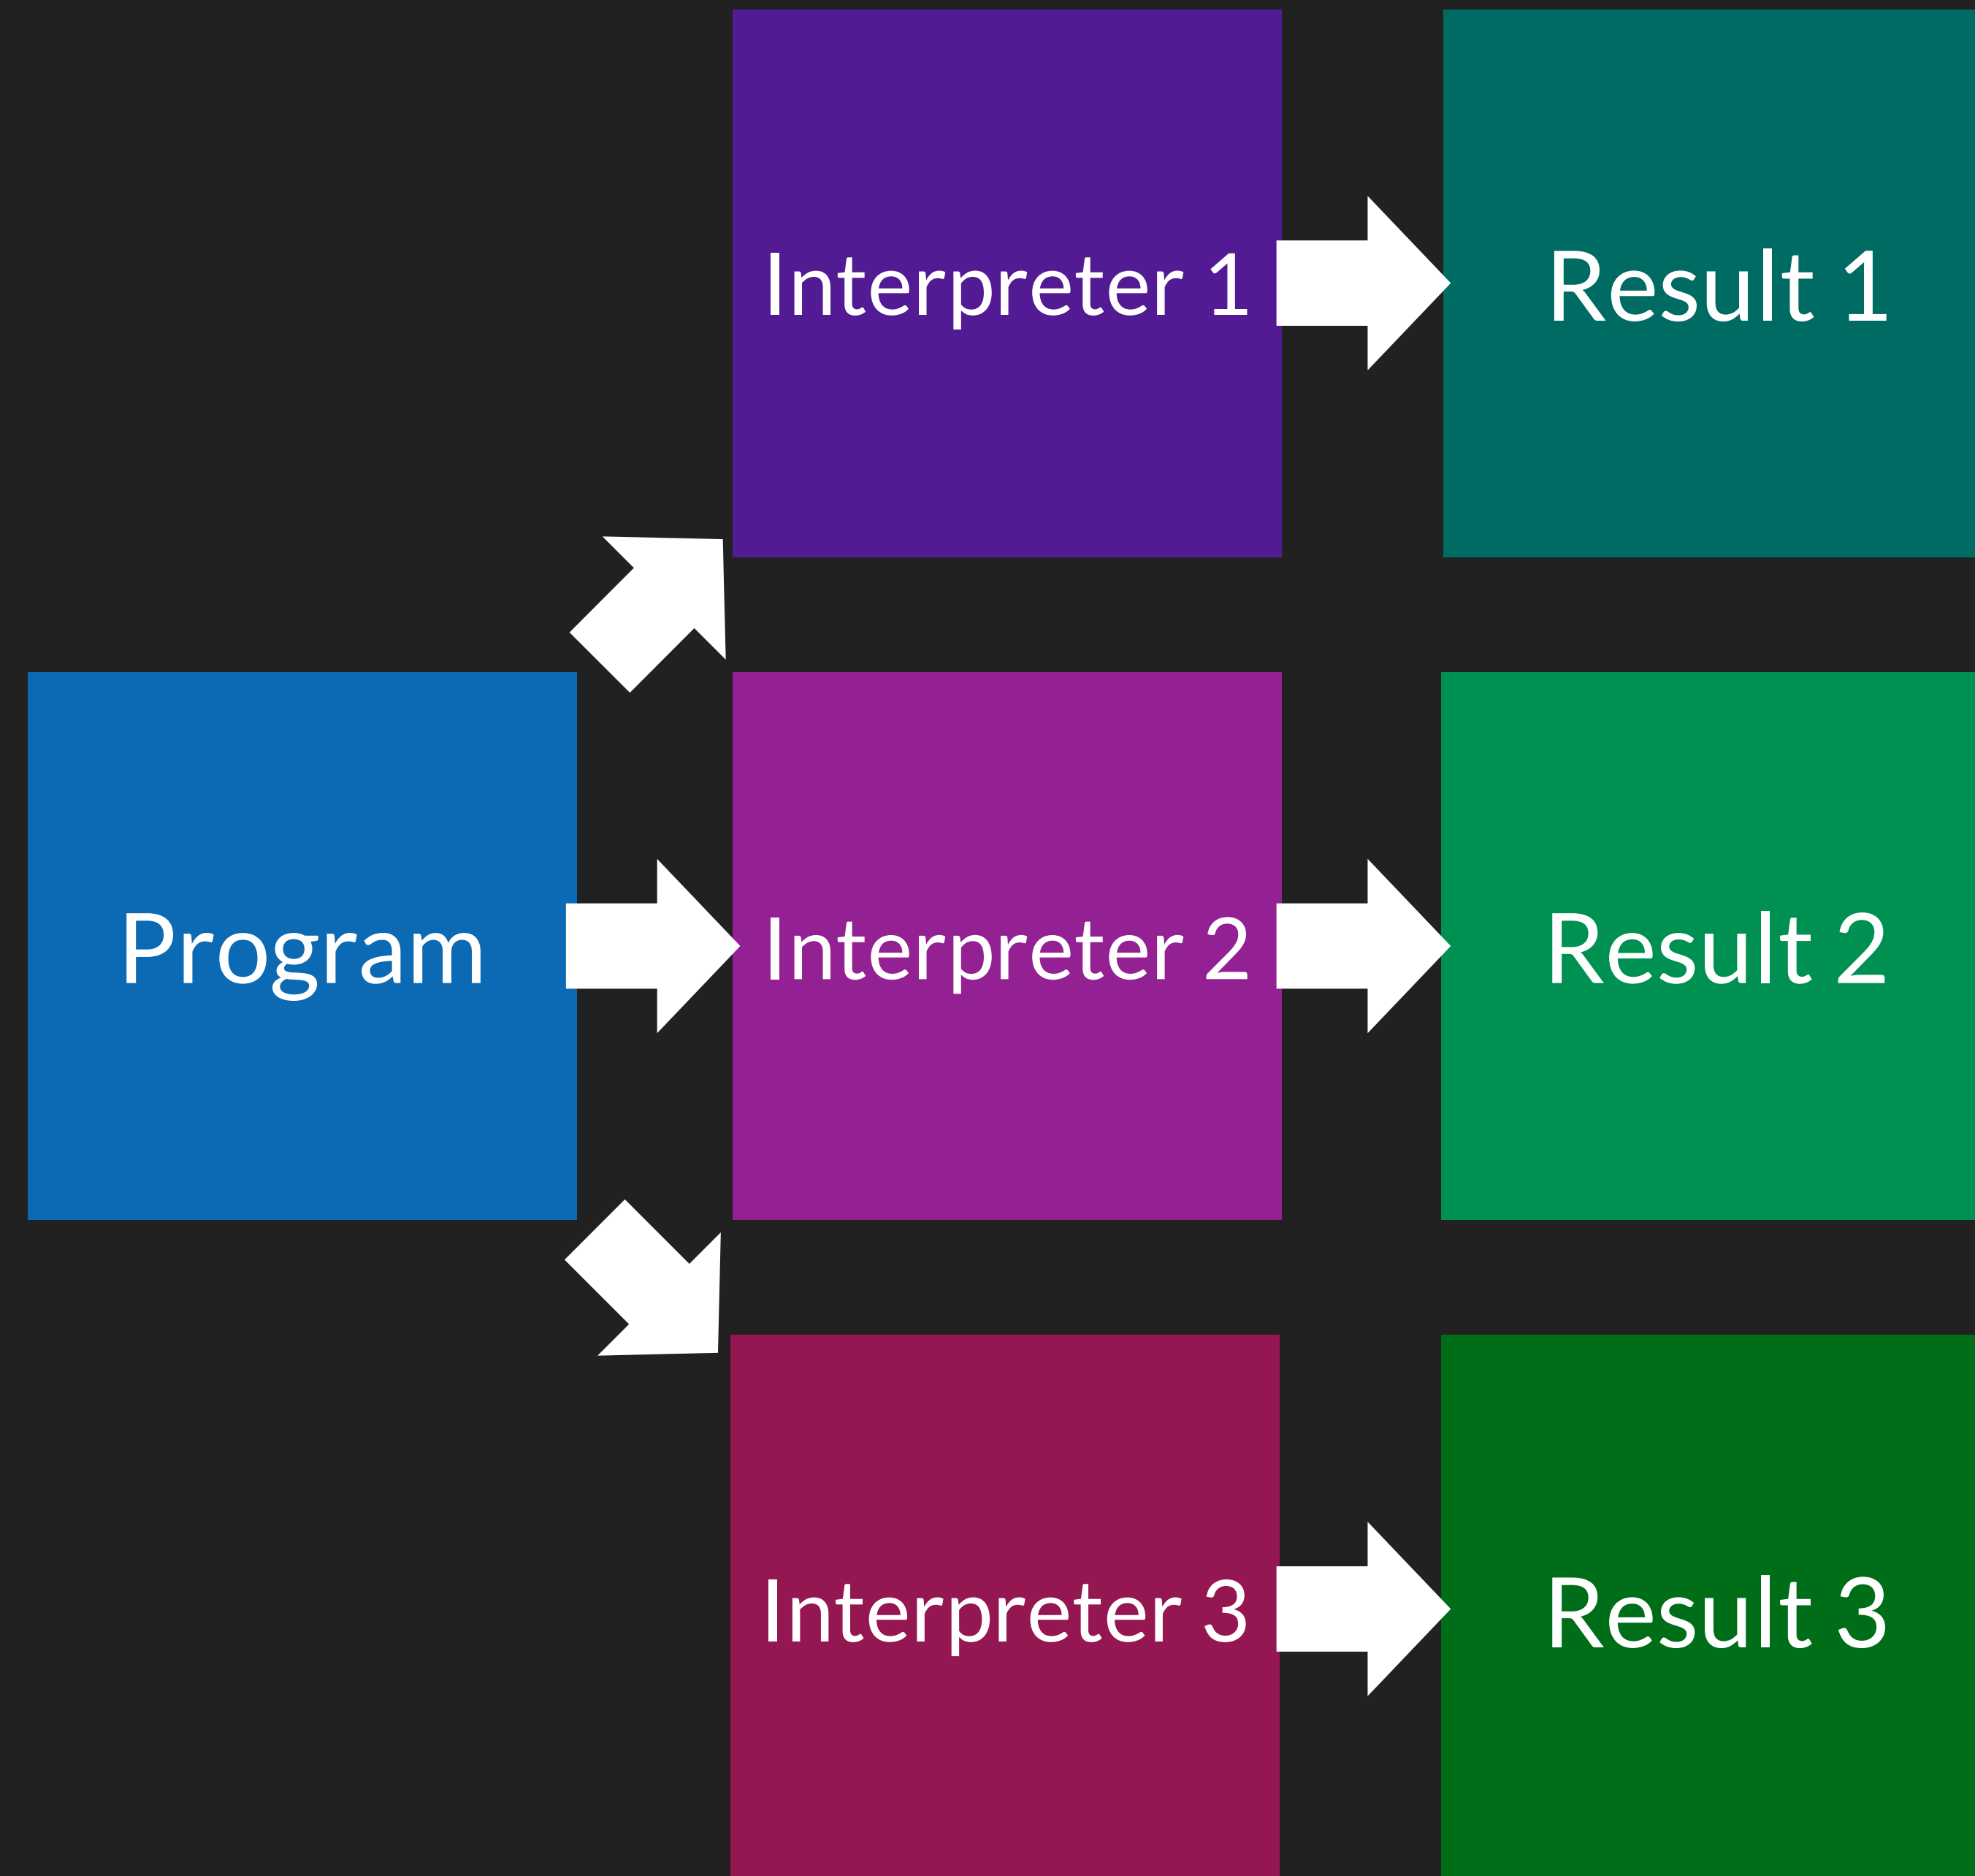 Interpreter 1
Result 1
Program
Interpreter 2
Result 2
Interpreter 3
Result 3